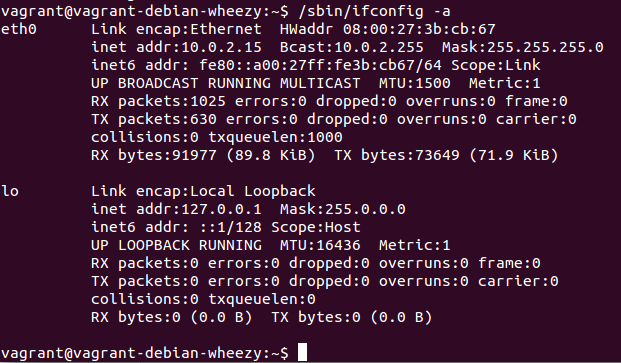 vagrant@vagrant-debian-wheezy:~$ /sbin/ifconfig -a
eth0      Link encap:Ethernet  HWaddr 08:00:27:3b:cb:67
          inet addr:10.0.2.15  Bcast:10.0.2.255  Mask:255.255.255.0
          inet6 addr: fe80::a00:27ff:fe3b:cb67/64 Scope:Link
          UP BROADCAST RUNNING MULTICAST  MTU:1500  Metric:1
          RX packets:1025 errors:0 dropped:0 overruns:0 frame:0
          TX packets:630 errors:0 dropped:0 overruns:0 carrier:0
          collisions:0 txqueuelen:1000
          RX bytes:91977 (89.8 KiB)  TX bytes:73649 (71.9 KiB)
lo        Link encap:Local Loopback
          inet addr:127.0.0.1  Mask:255.0.0.0
          inet6 addr: ::1/128 Scope:Host
          UP LOOPBACK RUNNING  MTU:16436  Metric:1
          RX packets:0 errors:0 dropped:0 overruns:0 frame:0
          TX packets:0 errors:0 dropped:0 overruns:0 carrier:0
          collisions:0 txqueuelen:0
          RX bytes:0 (0.0 B)  TX bytes:0 (0.0 B)
vagrant@vagrant-debian-wheezy:~$